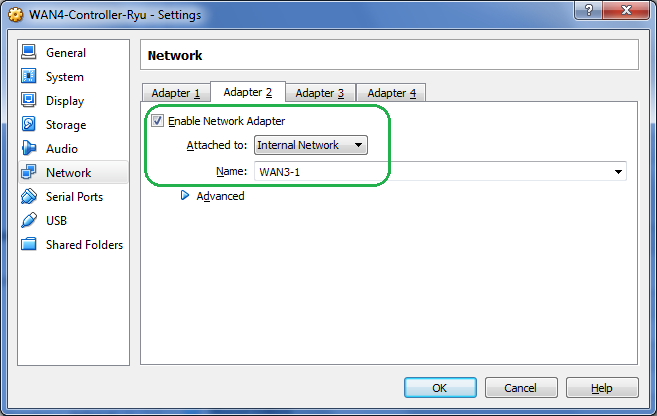 WAN4-Controller-Ryu - Settings
General
System
Display
Storage
Audio
Network
Serial Ports
USB
Shared Folders
Network
Adapter 1 Adapter 2 Adapter 3 Adapter 4
Enable Network Adapter
Attached to: Internal Network
Name: WAN3-1
Advanced
OK Cancel Help